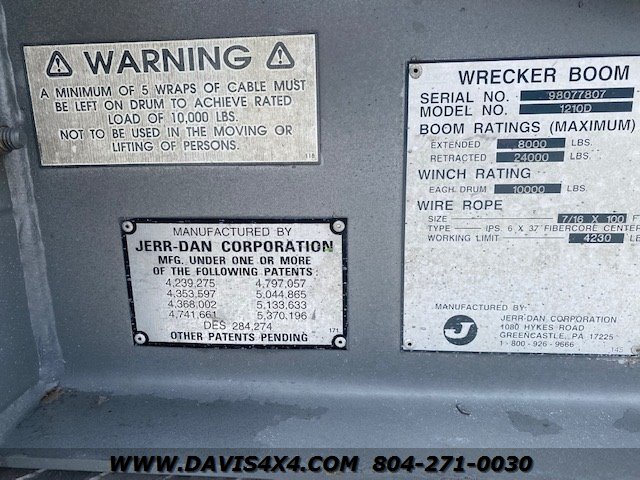 WARNING
A MINIMUM OF 5 WRAPS OF CABLE MUST
BE LEFT ON DRUM TO ACHIEVE RATED
LOAD OF 10,000 LBS.
NOT TO BE USED IN THE MOVING OR
LIFTING OF PERSONS.
118
MANUFACTURED BY
JERR-DAN CORPORATION
MFG. UNDER ONE OR MORE
OF THE FOLLOWING PATENTS:
4,239,275 4,797,057
4,353,597 5,044,865
4,368,002 5,133,633
4,741,661 5,370,196
DES 284,274
OTHER PATENTS PENDING
171
WRECKER BOOM
SERIAL NO. 98077807
MODEL NO. 1210D
BOOM RATINGS (MAXIMUM)
EXTENDED 8000 LBS.
RETRACTED 24000 LBS.
WINCH RATING
EACH DRUM 10000 LBS.
WIRE ROPE
SIZE 7/16 X 100 F
TYPE — IPS. 6 X 37 FIBERCORE CENTER
WORKING LIMIT 4230 LB
MANUFACTURED BY:
J
JERR-DAN CORPORATION
1080 HYKES ROAD
GREENCASTLE, PA 17225
1-800-926-9666
145
WWW.DAVIS4X4.COM 804-271-0030